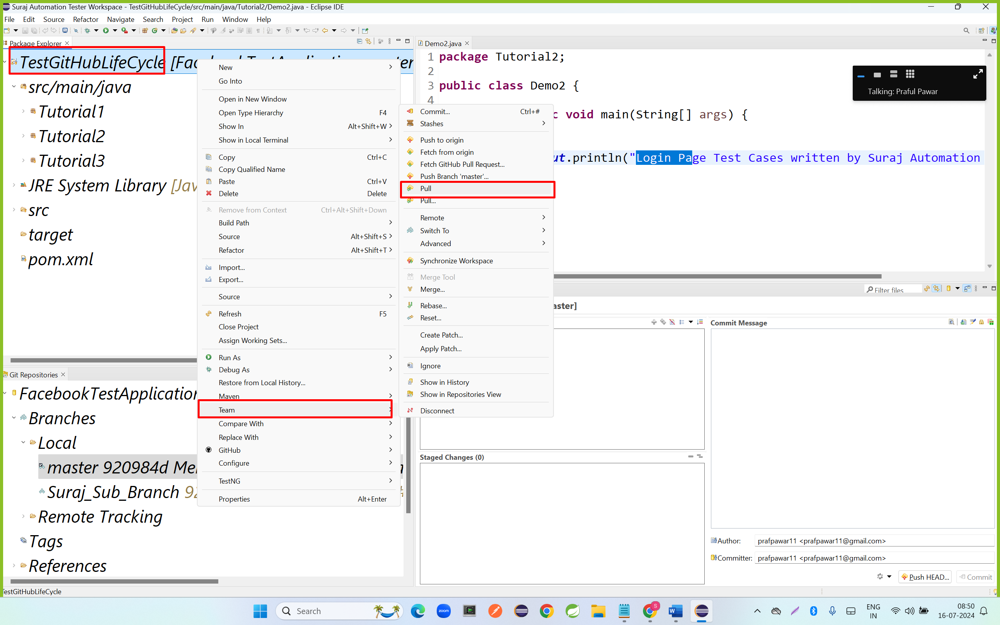 Suraj Automation Tester Workspace - TestGitHubLifeCycle/src/main/java/Tutorial2/Demo2.java - Eclipse IDE
File Edit Source Refactor Navigate Search Project Run Window Help
Package Explorer
TestGitHubLifeCycle
src/main/java
Tutorial1
Tutorial2
Tutorial3
JRE System Library
src
target
pom.xml
Git Repositories
FacebookTestApplication
Branches
Local
master 920984d
Suraj_Sub_Branch
Remote Tracking
Tags
References
TestGitHubLifeCycle
New
Go Into
Open in New Window
Open Type Hierarchy F4
Show In Alt+Shift+W
Show in Local Terminal
Copy Ctrl+C
Copy Qualified Name
Paste Ctrl+V
Delete Delete
Remove from Context Ctrl+Alt+Shift+Down
Build Path
Source Alt+Shift+S
Refactor Alt+Shift+T
Import...
Export...
Source
Refresh F5
Close Project
Assign Working Sets...
Run As
Debug As
Restore from Local History...
Maven
Team
Compare With
Replace With
GitHub
Configure
TestNG
Properties Alt+Enter
Commit... Ctrl+#
Stashes
Push to origin
Fetch from origin
Fetch GitHub Pull Request...
Push Branch 'master'...
Pull
Pull...
Remote
Switch To
Advanced
Synchronize Workspace
Merge Tool
Merge...
Rebase...
Reset...
Create Patch...
Apply Patch...
Ignore
Show in History
Show in Repositories View
Disconnect
Demo2.java
1 package Tutorial2;
2
3 public class Demo2 {
4
c void main(String[] args) {
ut.println("Login Page Test Cases written by Suraj Automation
Talking: Praful Pawar
Filter files
aster]
Commit Message
Staged Changes (0)
Author: prafpawar11 <prafpawar11@gmail.com>
Committer: prafpawar11 <prafpawar11@gmail.com>
Push HEAD...
Commit
Search
zoom
S
W
ENG
IN
08:50
16-07-2024